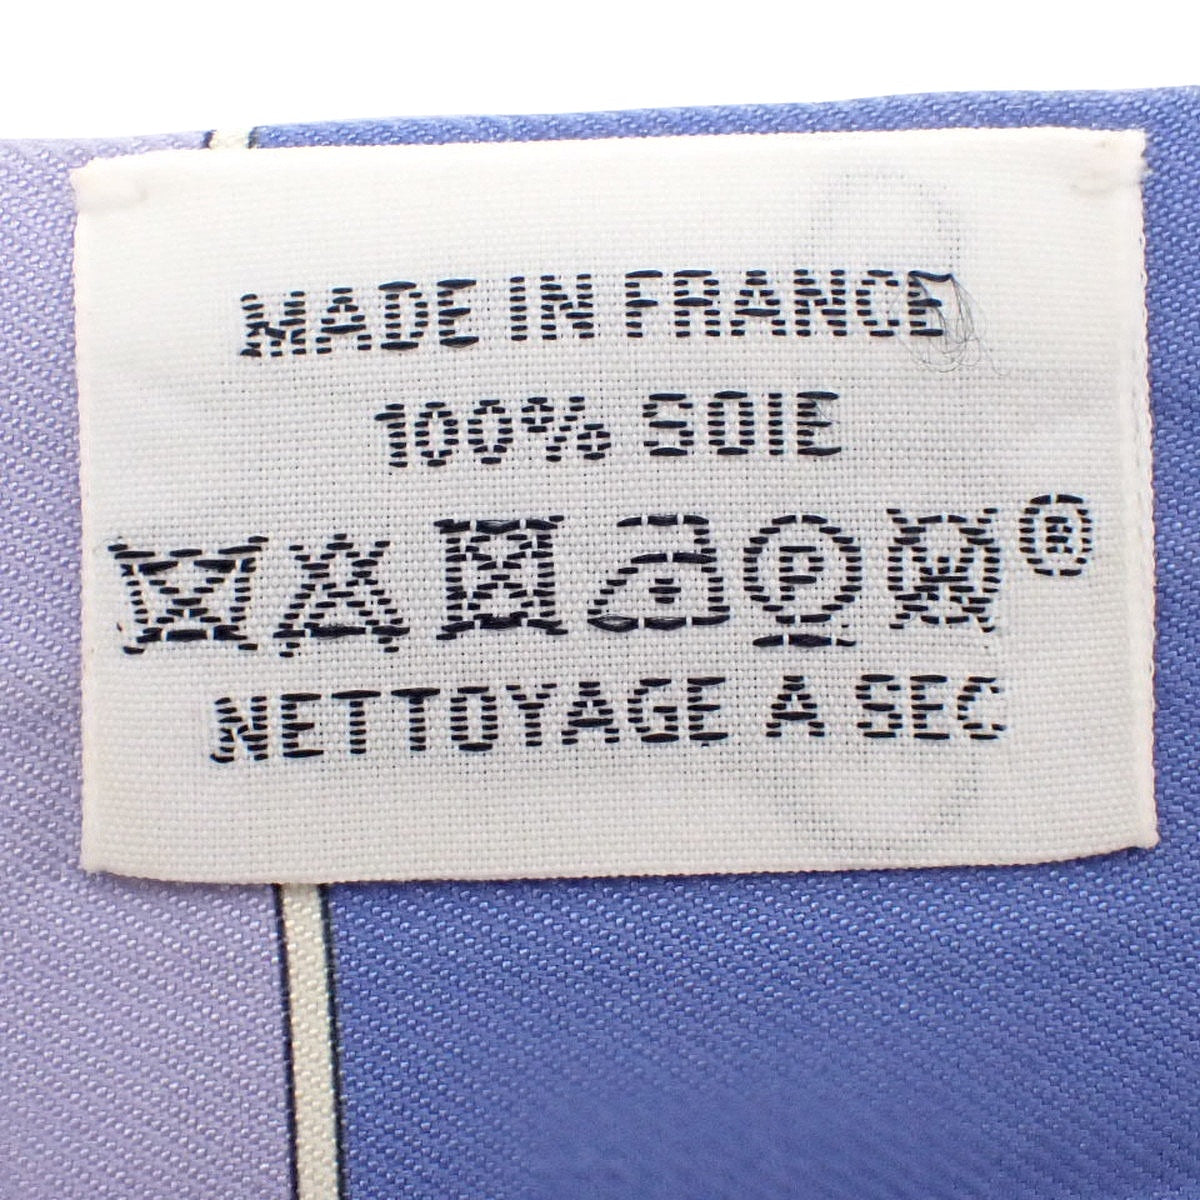 MADE IN FRANCE
100% SOIE
P W ®
NETTOYAGE A SEC